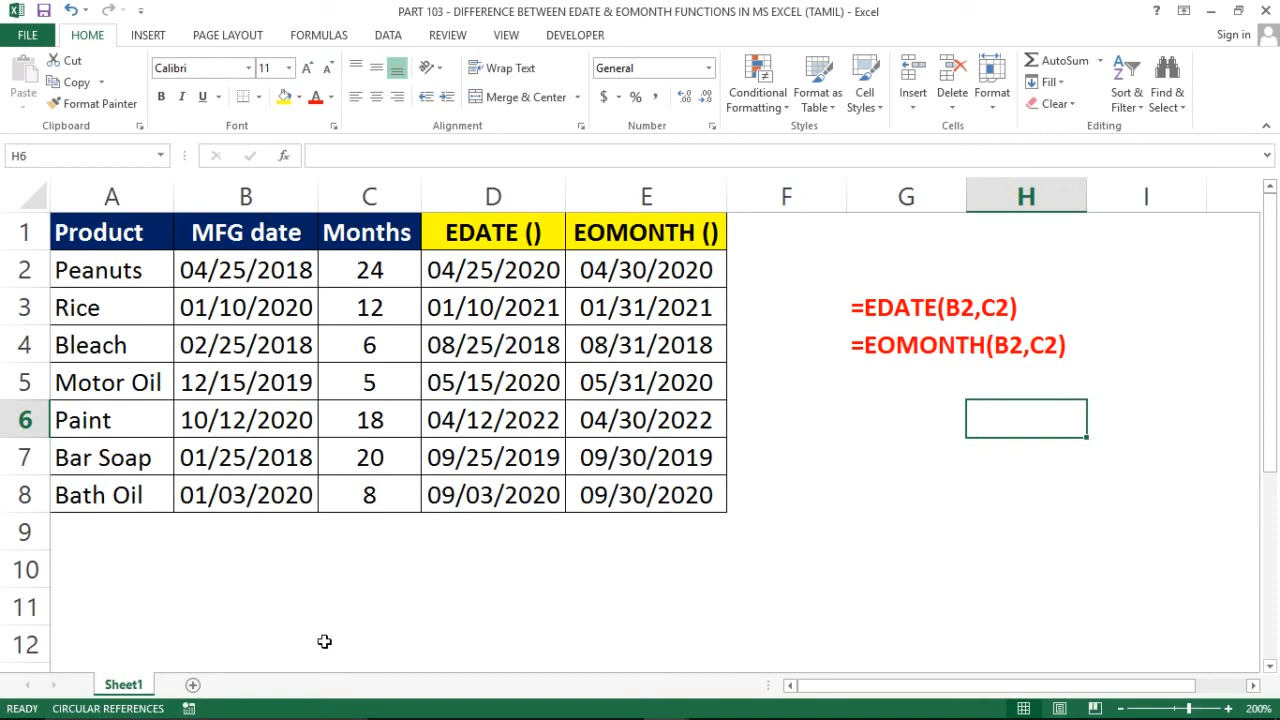 PART 103 - DIFFERENCE BETWEEN EDATE & EOMONTH FUNCTIONS IN MS EXCEL (TAMIL) - Excel
?
FILE HOME INSERT PAGE LAYOUT FORMULAS DATA REVIEW VIEW DEVELOPER Sign in
Paste
Cut
Copy
Format Painter
Clipboard
Calibri 11
B I U
Font
Wrap Text
Merge & Center
Alignment
General
$ % ,
Number
Conditional Formatting
Format as Table
Cell Styles
Styles
Insert Delete Format
Cells
AutoSum
Fill
Clear
Sort & Filter
Find & Select
Editing
H6 fx
A B C D E F G H I
1 Product MFG date Months EDATE () EOMONTH ()
2 Peanuts 04/25/2018 24 04/25/2020 04/30/2020
3 Rice 01/10/2020 12 01/10/2021 01/31/2021 =EDATE(B2,C2)
4 Bleach 02/25/2018 6 08/25/2018 08/31/2018 =EOMONTH(B2,C2)
5 Motor Oil 12/15/2019 5 05/15/2020 05/31/2020
6 Paint 10/12/2020 18 04/12/2022 04/30/2022
7 Bar Soap 01/25/2018 20 09/25/2019 09/30/2019
8 Bath Oil 01/03/2020 8 09/03/2020 09/30/2020
9
10
11
12
Sheet1
READY CIRCULAR REFERENCES 200%